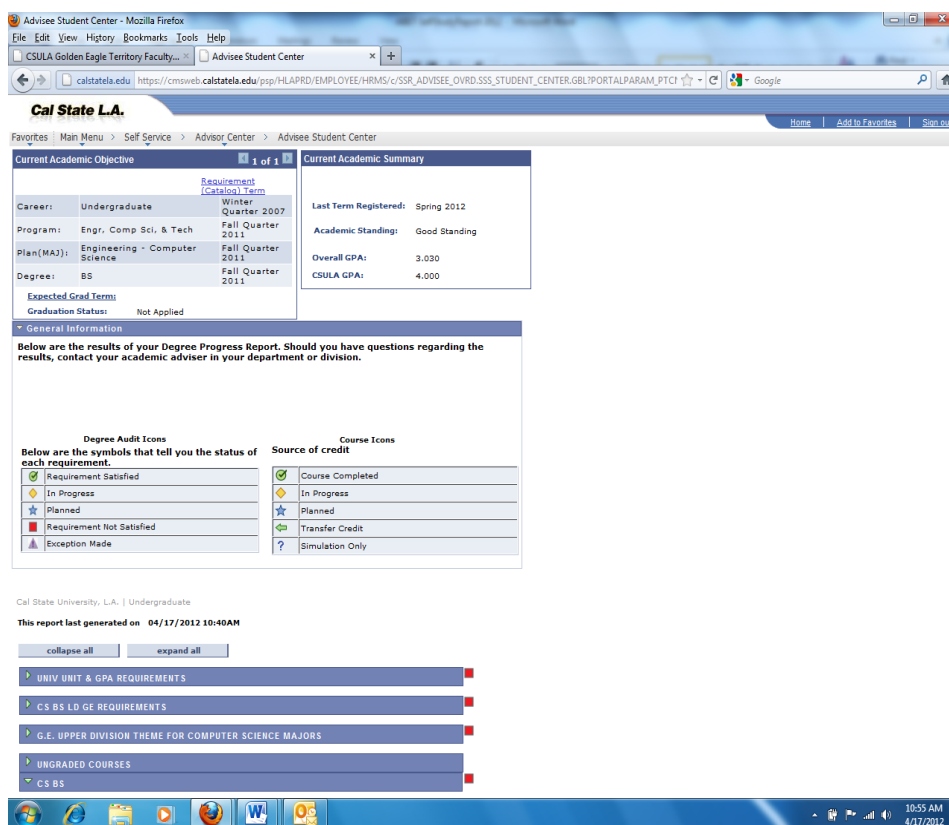 Advisee Student Center - Mozilla Firefox
File Edit View History Bookmarks Tools Help
CSULA Golden Eagle Territory Faculty... × Advisee Student Center × +
calstatela.edu https://cmsweb.calstatela.edu/psp/HLAPRD/EMPLOYEE/HRMS/c/SSR_ADVISEE_OVRD.SSS_STUDENT_CENTER.GBL?PORTALPARAM_PTCI Google
Cal State L.A.
Home | Add to Favorites | Sign ou
Favorites Main Menu > Self Service > Advisor Center > Advisee Student Center
Current Academic Objective 1 of 1
Requirement
(Catalog) Term
Career: Undergraduate Winter
Quarter 2007
Program: Engr, Comp Sci, & Tech Fall Quarter
2011
Plan(MAJ): Engineering - Computer Science Fall Quarter
2011
Degree: BS Fall Quarter
2011
Expected Grad Term:
Graduation Status: Not Applied
Current Academic Summary
Last Term Registered: Spring 2012
Academic Standing: Good Standing
Overall GPA: 3.030
CSULA GPA: 4.000
General Information
Below are the results of your Degree Progress Report. Should you have questions regarding the
results, contact your academic adviser in your department or division.
Degree Audit Icons
Below are the symbols that tell you the status of
each requirement.
Requirement Satisfied
In Progress
Planned
Requirement Not Satisfied
Exception Made
Course Icons
Source of credit
Course Completed
In Progress
Planned
Transfer Credit
? Simulation Only
Cal State University, L.A. | Undergraduate
This report last generated on 04/17/2012 10:40AM
collapse all expand all
UNIV UNIT & GPA REQUIREMENTS
CS BS LD GE REQUIREMENTS
G.E. UPPER DIVISION THEME FOR COMPUTER SCIENCE MAJORS
UNGRADED COURSES
CS BS
10:55 AM
4/17/2012